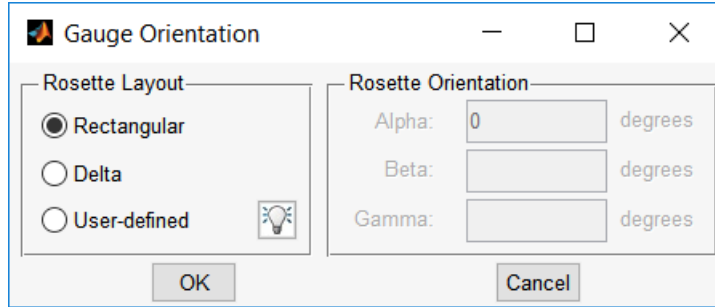 Gauge Orientation
Rosette Layout
Rectangular
Delta
User-defined
Rosette Orientation
Alpha: 0 degrees
Beta: degrees
Gamma: degrees
OK
Cancel